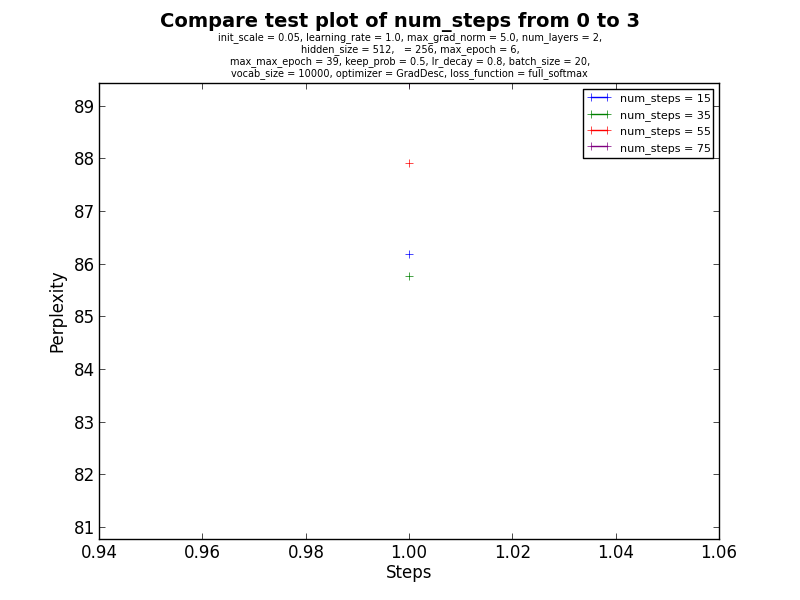 Compare test plot of num_steps from 0 to 3
init_scale = 0.05, learning_rate = 1.0, max_grad_norm = 5.0, num_layers = 2,
hidden_size = 512,   = 256, max_epoch = 6,
max_max_epoch = 39, keep_prob = 0.5, lr_decay = 0.8, batch_size = 20,
vocab_size = 10000, optimizer = GradDesc, loss_function = full_softmax
num_steps = 15
num_steps = 35
num_steps = 55
num_steps = 75
89
88
87
86
85
84
83
82
81
Perplexity
0.94 0.96 0.98 1.00 1.02 1.04 1.06
Steps